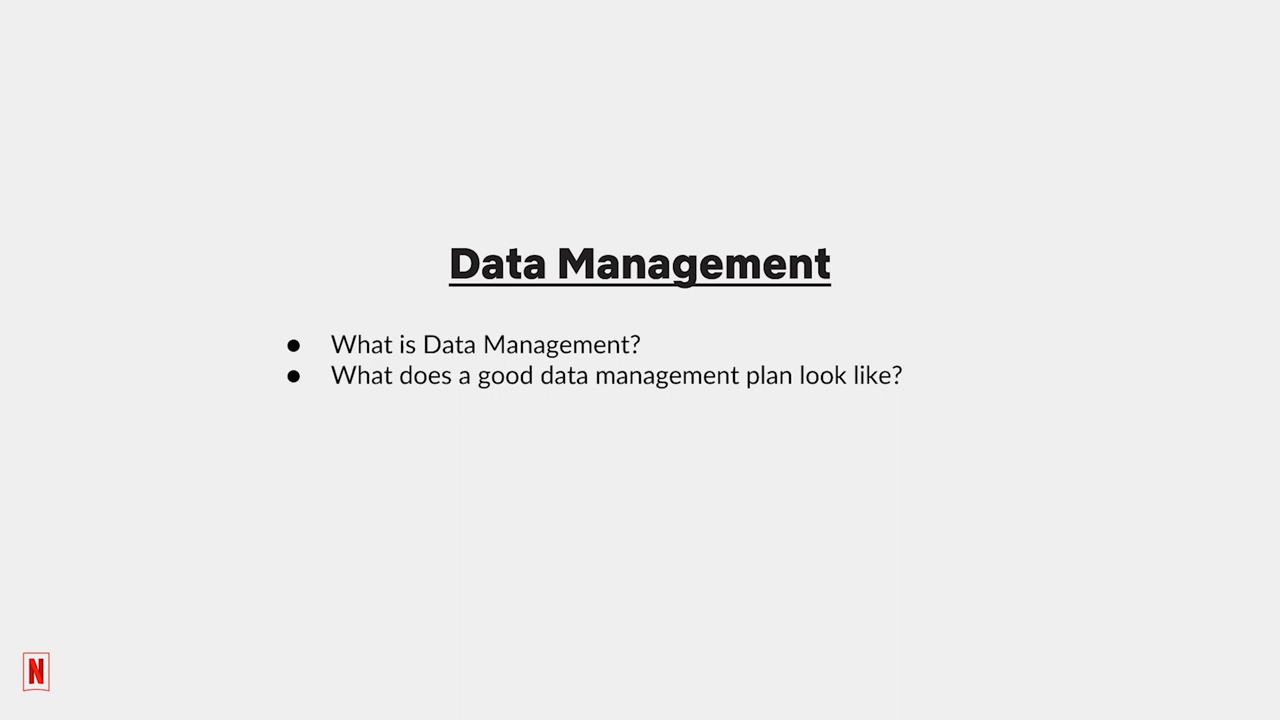 Data Management
● What is Data Management?
● What does a good data management plan look like?
N